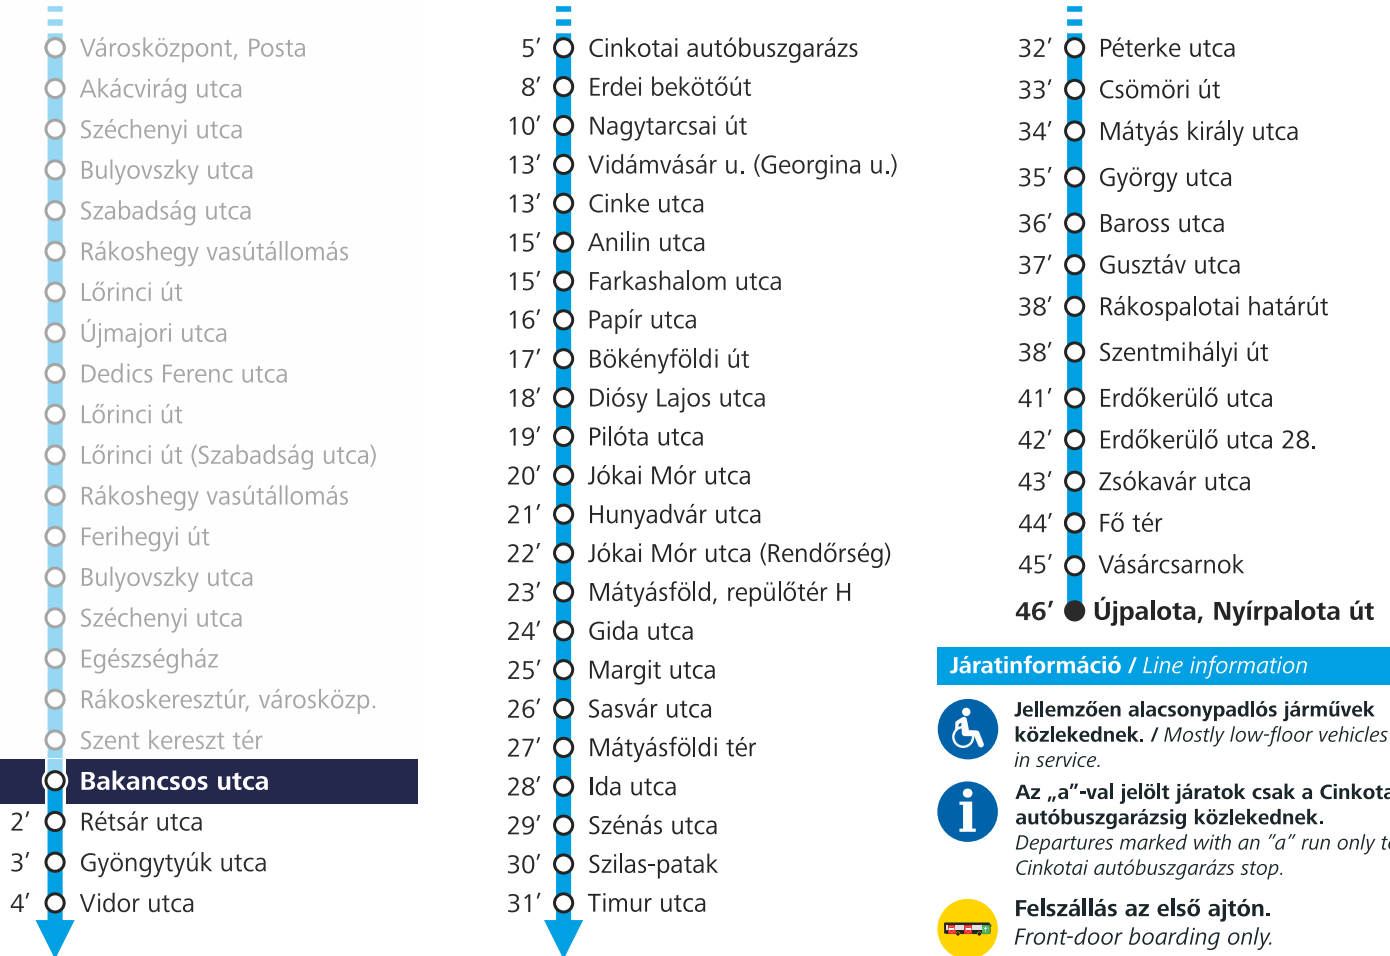 Városközpont, Posta
Akácvirág utca
Széchenyi utca
Bulyovszky utca
Szabadság utca
Rákoshegy vasútállomás
Lőrinci út
Újmajori utca
Dedics Ferenc utca
Lőrinci út
Lőrinci út (Szabadság utca)
Rákoshegy vasútállomás
Ferihegyi út
Bulyovszky utca
Széchenyi utca
Egészségház
Rákoskeresztúr, városközp.
Szent kereszt tér
Bakancsos utca
2’ Rétsár utca
3’ Gyöngytyúk utca
4’ Vidor utca
5’ Cinkotai autóbuszgarázs
8’ Erdei bekötőút
10’ Nagytarcsai út
13’ Vidámvásár u. (Georgina u.)
13’ Cinke utca
15’ Anilin utca
15’ Farkashalom utca
16’ Papír utca
17’ Bökényföldi út
18’ Diósy Lajos utca
19’ Pilóta utca
20’ Jókai Mór utca
21’ Hunyadvár utca
22’ Jókai Mór utca (Rendőrség)
23’ Mátyásföld, repülőtér H
24’ Gida utca
25’ Margit utca
26’ Sasvár utca
27’ Mátyásföldi tér
28’ Ida utca
29’ Szénás utca
30’ Szilas-patak
31’ Timur utca
32’ Péterke utca
33’ Csömöri út
34’ Mátyás király utca
35’ György utca
36’ Baross utca
37’ Gusztáv utca
38’ Rákospalotai határút
38’ Szentmihályi út
41’ Erdőkerülő utca
42’ Erdőkerülő utca 28.
43’ Zsókavár utca
44’ Fő tér
45’ Vásárcsarnok
46’ Újpalota, Nyírpalota út
Járatinformáció / Line information
Jellemzően alacsonypadlós járművek
közlekednek. / Mostly low-floor vehicles
in service.
Az „a”-val jelölt járatok csak a Cinkota
autóbuszgarázsig közlekednek.
Departures marked with an ”a” run only to
Cinkotai autóbuszgarázs stop.
Felszállás az első ajtón.
Front-door boarding only.